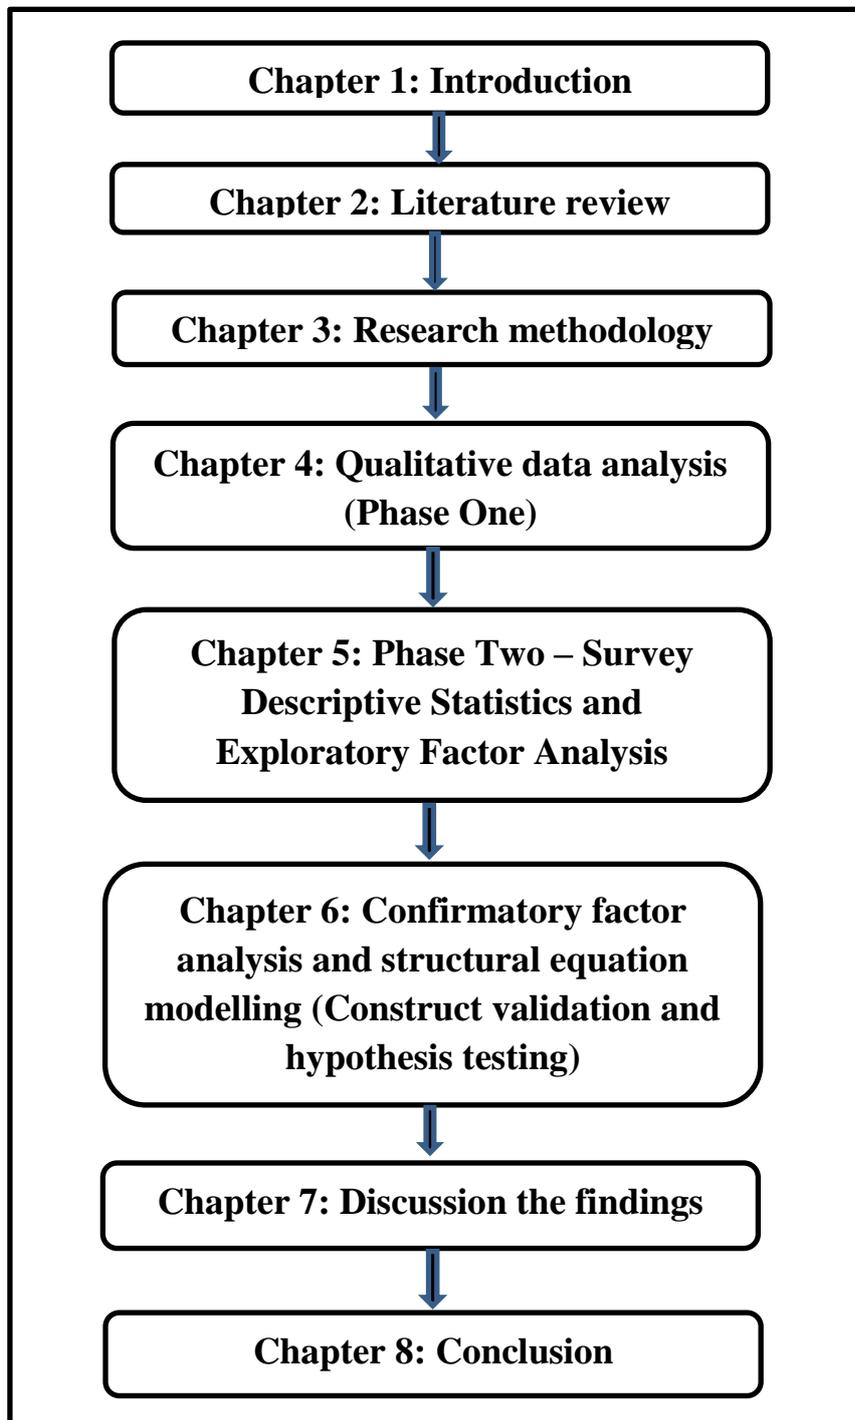 Chapter 1: Introduction
Chapter 2: Literature review
Chapter 3: Research methodology
Chapter 4: Qualitative data analysis
(Phase One)
Chapter 5: Phase Two – Survey
Descriptive Statistics and
Exploratory Factor Analysis
Chapter 6: Confirmatory factor
analysis and structural equation
modelling (Construct validation and
hypothesis testing)
Chapter 7: Discussion the findings
Chapter 8: Conclusion